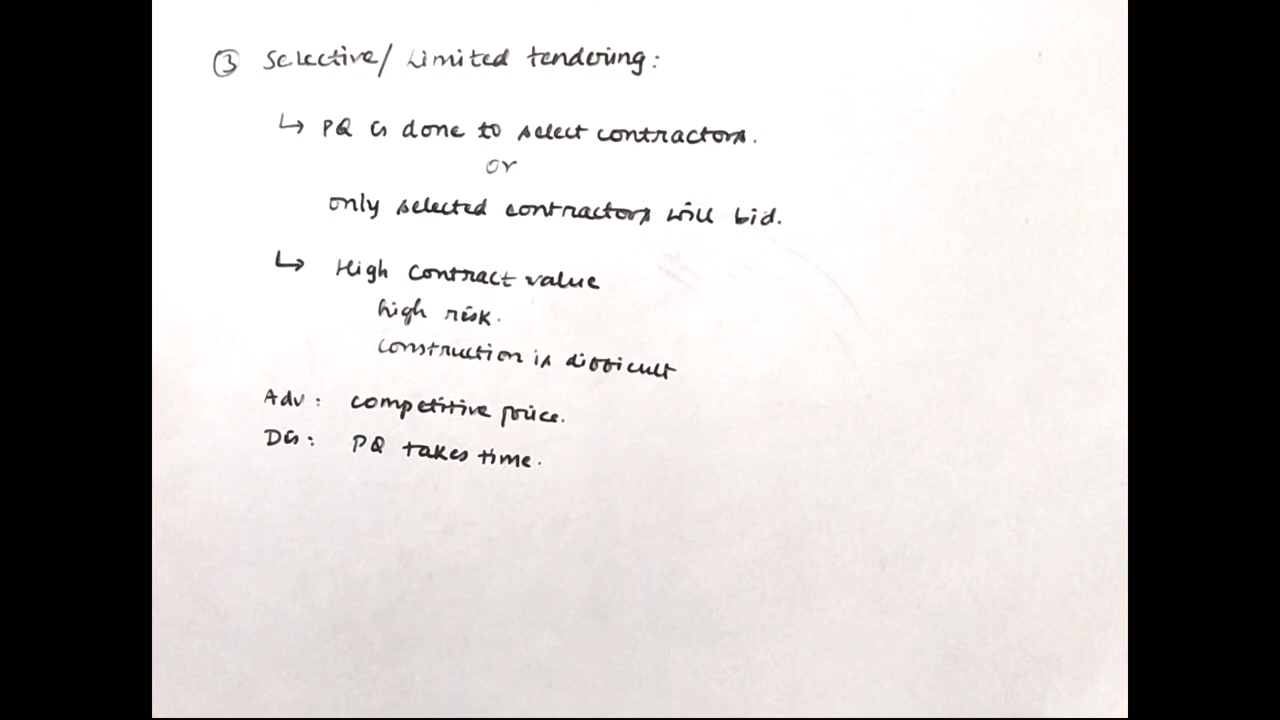 ③ Selective/ Limited tendering:
↳ PQ is done to select contractors.
or
only selected contractors will bid.
↳ High contract value
high risk.
construction is difficult
Adv: competitive price.
Dis: PQ takes time.